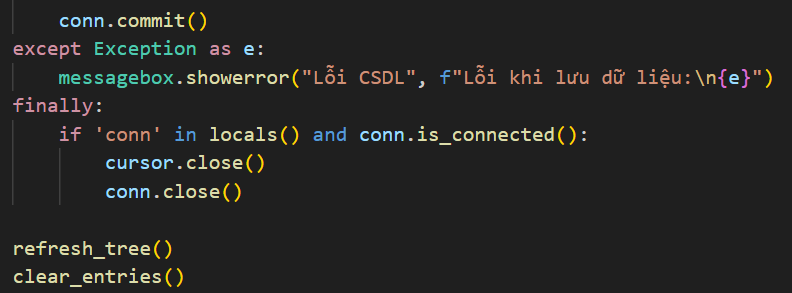 conn.commit()
except Exception as e:
messagebox.showerror("Lỗi CSDL", f"Lỗi khi lưu dữ liệu:\n{e}")
finally:
if 'conn' in locals() and conn.is_connected():
cursor.close()
conn.close()
refresh_tree()
clear_entries()